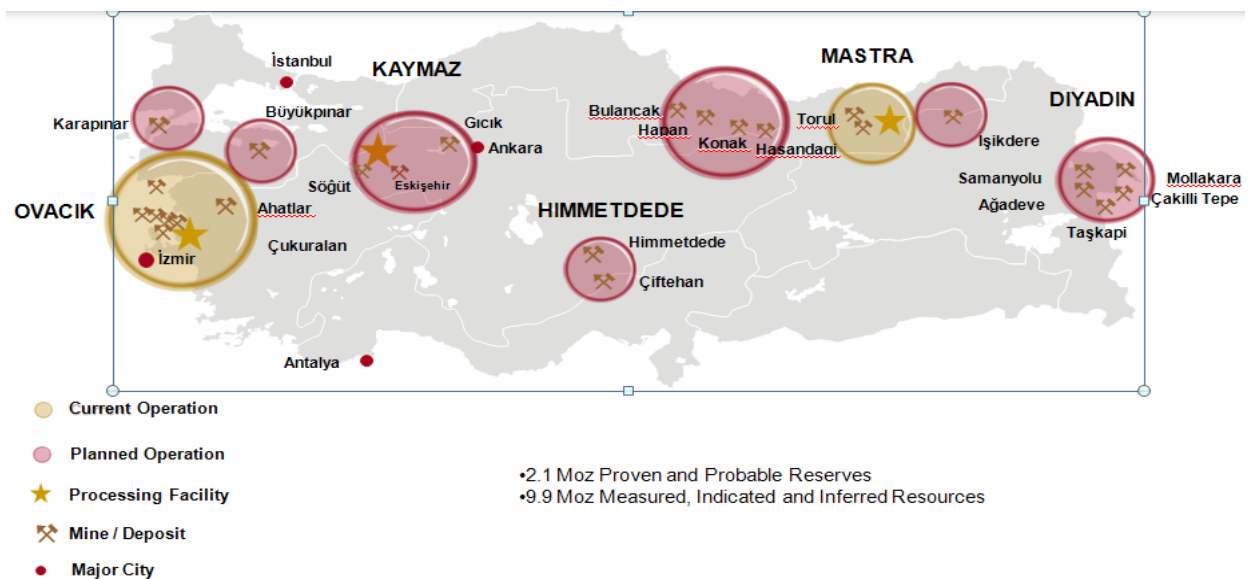 İstanbul
KAYMAZ
MASTRA
Büyükpınar
Karapınar
Gıcık
Ankara
Bulancak
Hapan
Konak
Hasandagi
Torul
DIYADIN
Işikdere
Söğüt
Eskişehir
Samanyolu
Mollakara
OVACIK
Ahatlar
HIMMETDEDE
Ağadeve
Çakilli Tepe
Çukuralan
Himmetdede
Taşkapi
İzmir
Çiftehan
Antalya
Current Operation
Planned Operation
Processing Facility
Mine / Deposit
Major City
•2.1 Moz Proven and Probable Reserves
•9.9 Moz Measured, Indicated and Inferred Resources